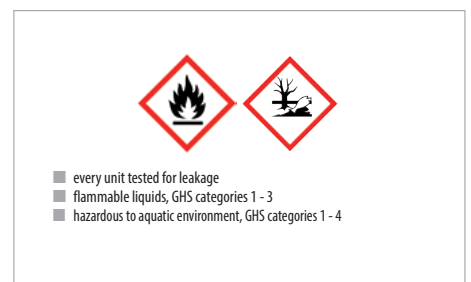 every unit tested for leakage
flammable liquids, GHS categories 1 - 3
hazardous to aquatic environment, GHS categories 1 - 4